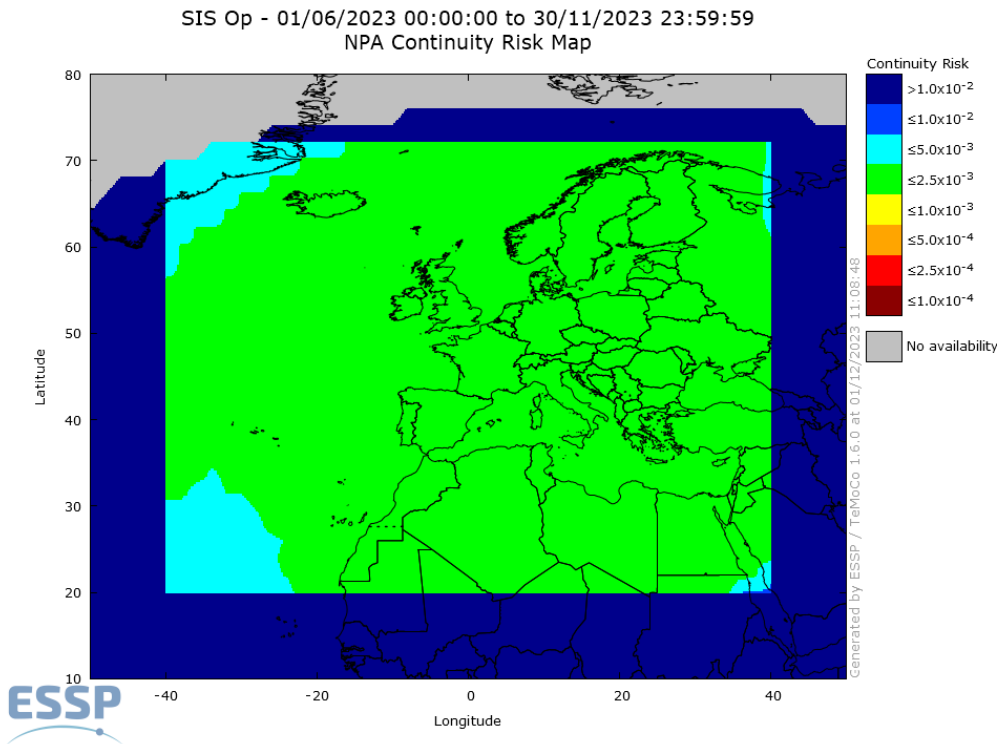 SIS Op - 01/06/2023 00:00:00 to 30/11/2023 23:59:59
NPA Continuity Risk Map
Continuity Risk
>1.0x10⁻²
≤1.0x10⁻²
≤5.0x10⁻³
≤2.5x10⁻³
≤1.0x10⁻³
≤5.0x10⁻⁴
≤2.5x10⁻⁴
≤1.0x10⁻⁴
No availability
80
70
60
50
40
30
20
10
Latitude
-40
-20
0
20
40
Longitude
Generated by ESSP / TeMoCo 1.6.0 at 01/12/2023 11:08:48
ESSP